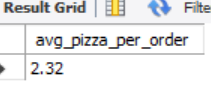 Result Grid Filte
avg_pizza_per_order
2.32